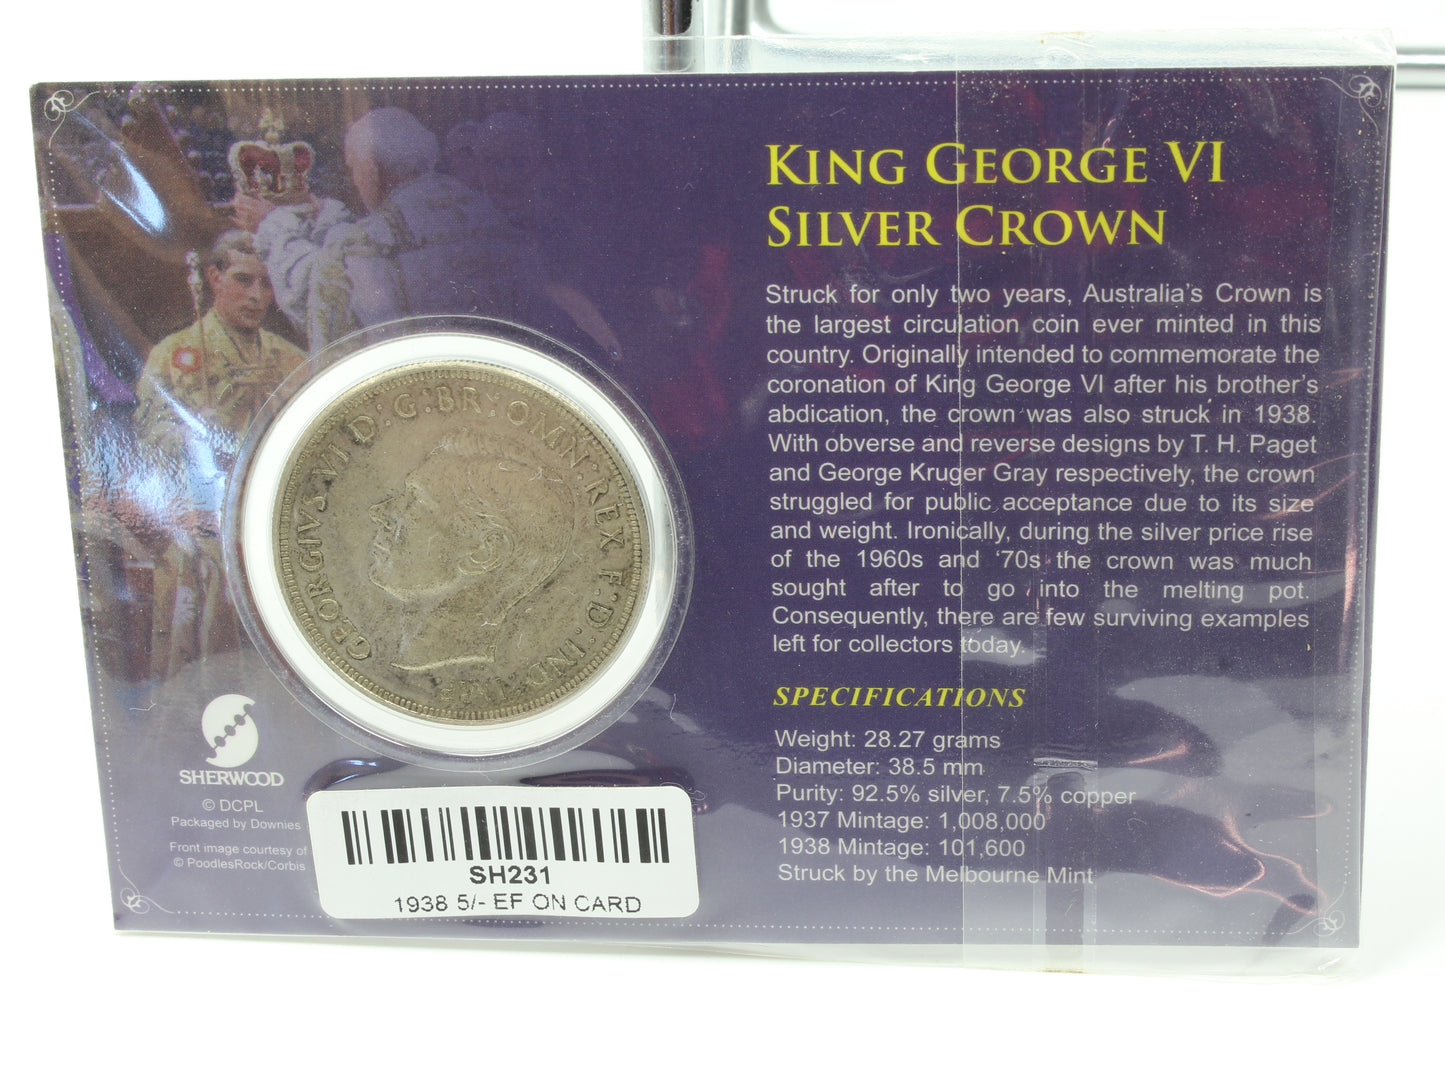 KING GEORGE VI
SILVER CROWN
Struck for only two years, Australia's Crown is
the largest circulation coin ever minted in this
country. Originally intended to commemorate the
coronation of King George VI after his brother's
abdication, the crown was also struck in 1938.
With obverse and reverse designs by T. H. Paget
and George Kruger Gray respectively, the crown
struggled for public acceptance due to its size
and weight. Ironically, during the silver price rise
of the 1960s and '70s the crown was much
sought after to go into the melting pot.
Consequently, there are few surviving examples
left for collectors today.
SPECIFICATIONS
Weight: 28.27 grams
Diameter: 38.5 mm
Purity: 92.5% silver, 7.5% copper
1937 Mintage: 1,008,000
1938 Mintage: 101,600
Struck by the Melbourne Mint
GEORGIVS VI D: G: BR: OMN: REX F: D: IND: IMP.
SHERWOOD
© DCPL
Packaged by Downies
Front image courtesy of
© PoodlesRock/Corbis
SH231
1938 5/- EF ON CARD